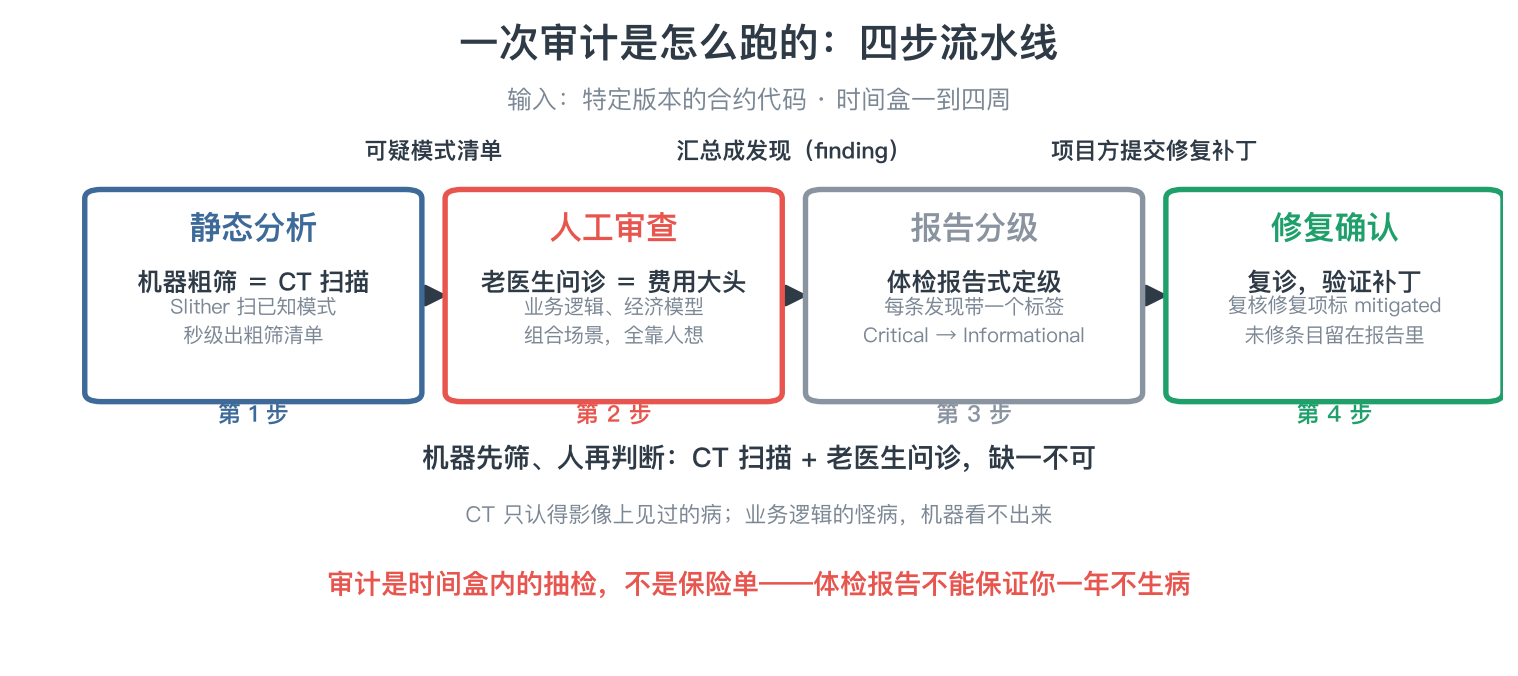 一次审计是怎么跑的：四步流水线
输入：特定版本的合约代码 · 时间盒一到四周
可疑模式清单
汇总成发现（finding）
项目方提交修复补丁
静态分析
机器粗筛 = CT 扫描
Slither 扫已知模式
秒级出粗筛清单
第 1 步
人工审查
老医生问诊 = 费用大头
业务逻辑、经济模型
组合场景，全靠人想
第 2 步
报告分级
体检报告式定级
每条发现带一个标签
Critical → Informational
第 3 步
修复确认
复诊，验证补丁
复核修复项标 mitigated
未修条目留在报告里
第 4 步
机器先筛、人再判断：CT 扫描 + 老医生问诊，缺一不可
CT 只认得影像上见过的病；业务逻辑的怪病，机器看不出来
审计是时间盒内的抽检，不是保险单——体检报告不能保证你一年不生病